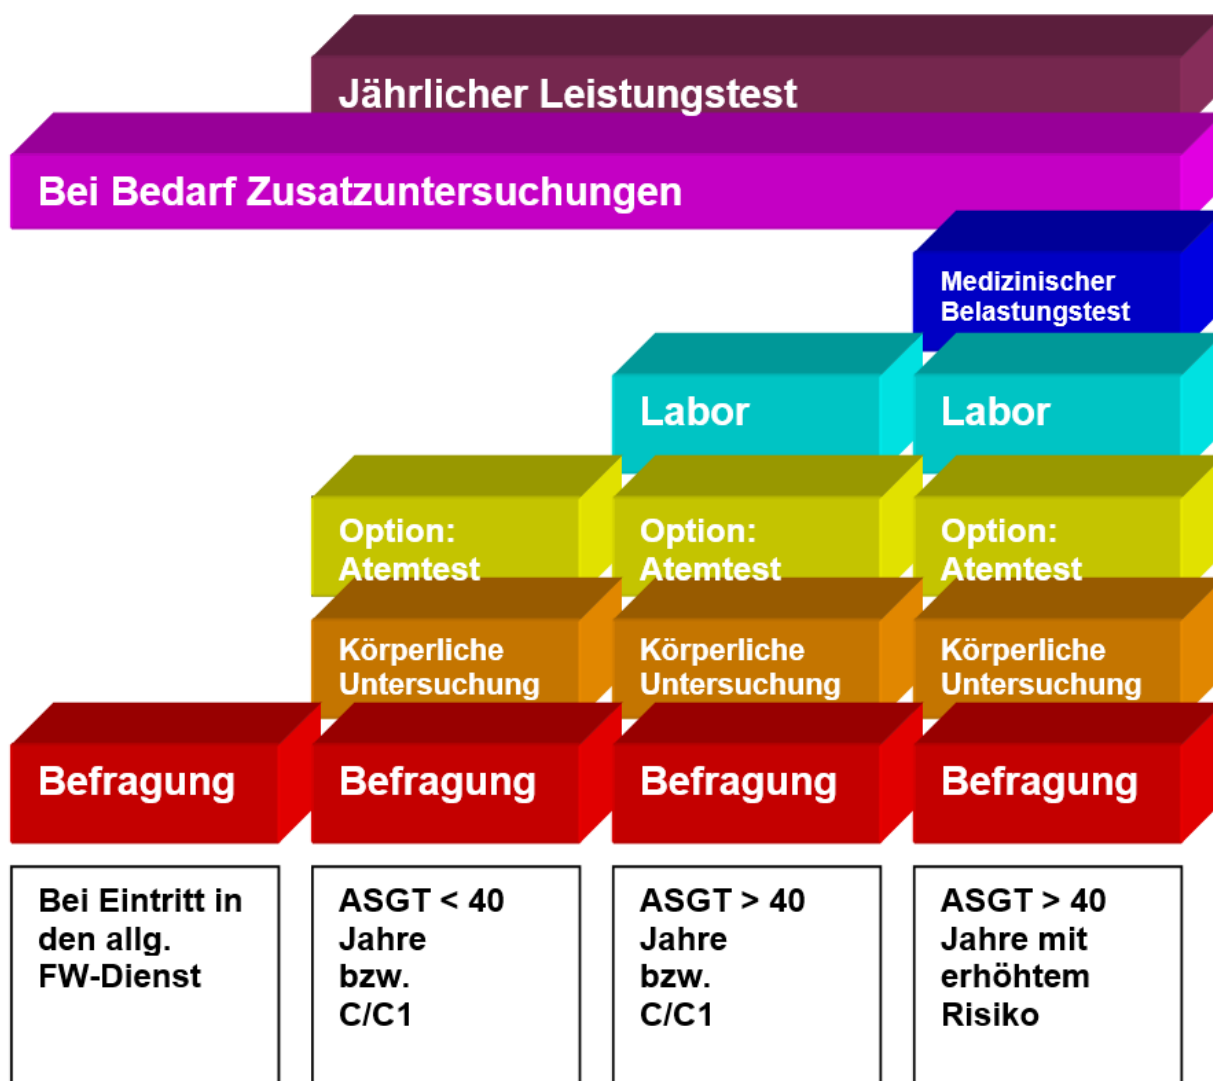 Jährlicher Leistungstest
Bei Bedarf Zusatzuntersuchungen
Medizinischer
Belastungstest
Labor
Labor
Option:
Atemtest
Option:
Atemtest
Option:
Atemtest
Körperliche
Untersuchung
Körperliche
Untersuchung
Körperliche
Untersuchung
Befragung
Befragung
Befragung
Befragung
Bei Eintritt in
den allg.
FW-Dienst
ASGT < 40
Jahre
bzw.
C/C1
ASGT > 40
Jahre
bzw.
C/C1
ASGT > 40
Jahre mit
erhöhtem
Risiko